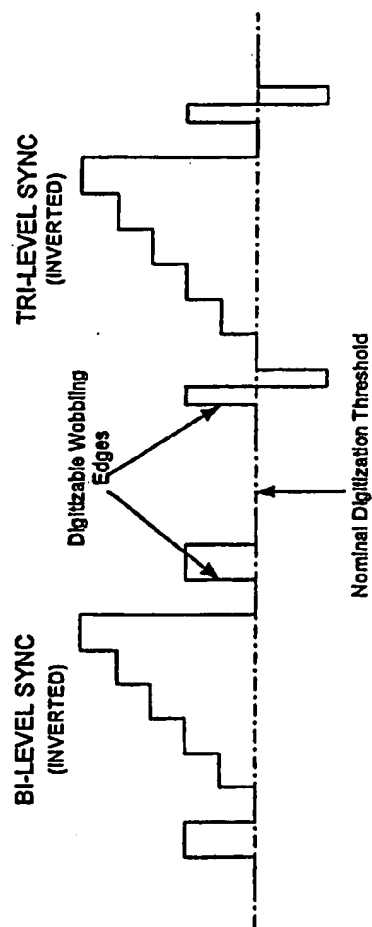 BI-LEVEL SYNC
(INVERTED)
TRI-LEVEL SYNC
(INVERTED)
Digitizable Wobbling
Edges
Nominal Digitization Threshold